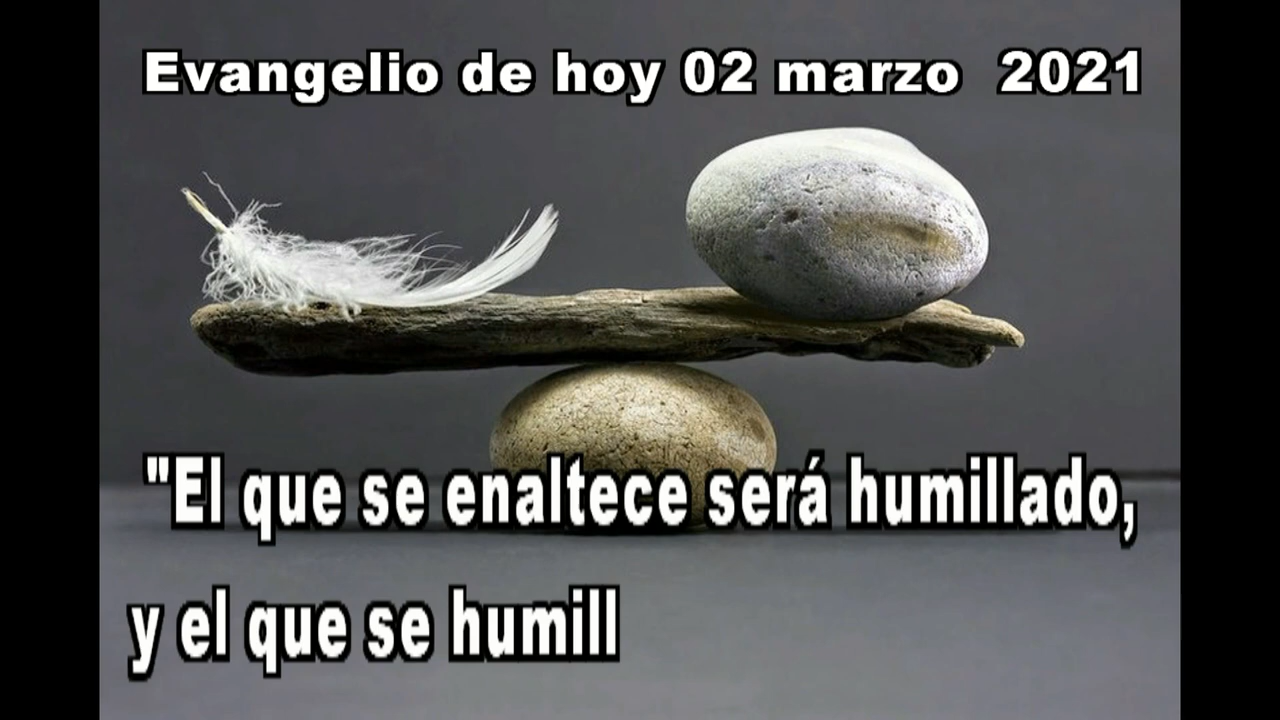 Evangelio de hoy 02 marzo 2021
"El que se enaltece será humillado,
y el que se humill